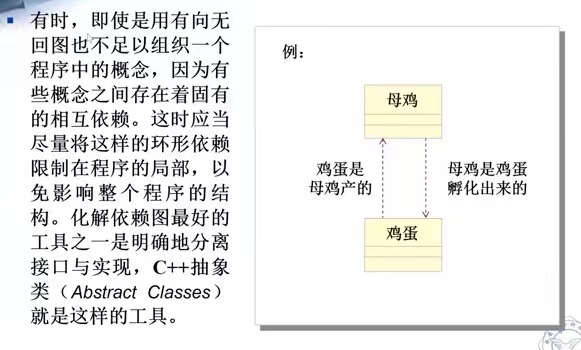 有时，即使是用有向无
回图也不足以组织一个
程序中的概念，因为有
些概念之间存在着固有
的相互依赖。这时应当
尽量将这样的环形依赖
限制在程序的局部，以
免影响整个程序的结
构。化解依赖图最好的
工具之一是明确地分离
接口与实现，C++抽象
类（Abstract Classes）
就是这样的工具。
例：
母鸡
鸡蛋是
母鸡产的
母鸡是鸡蛋
孵化出来的
鸡蛋